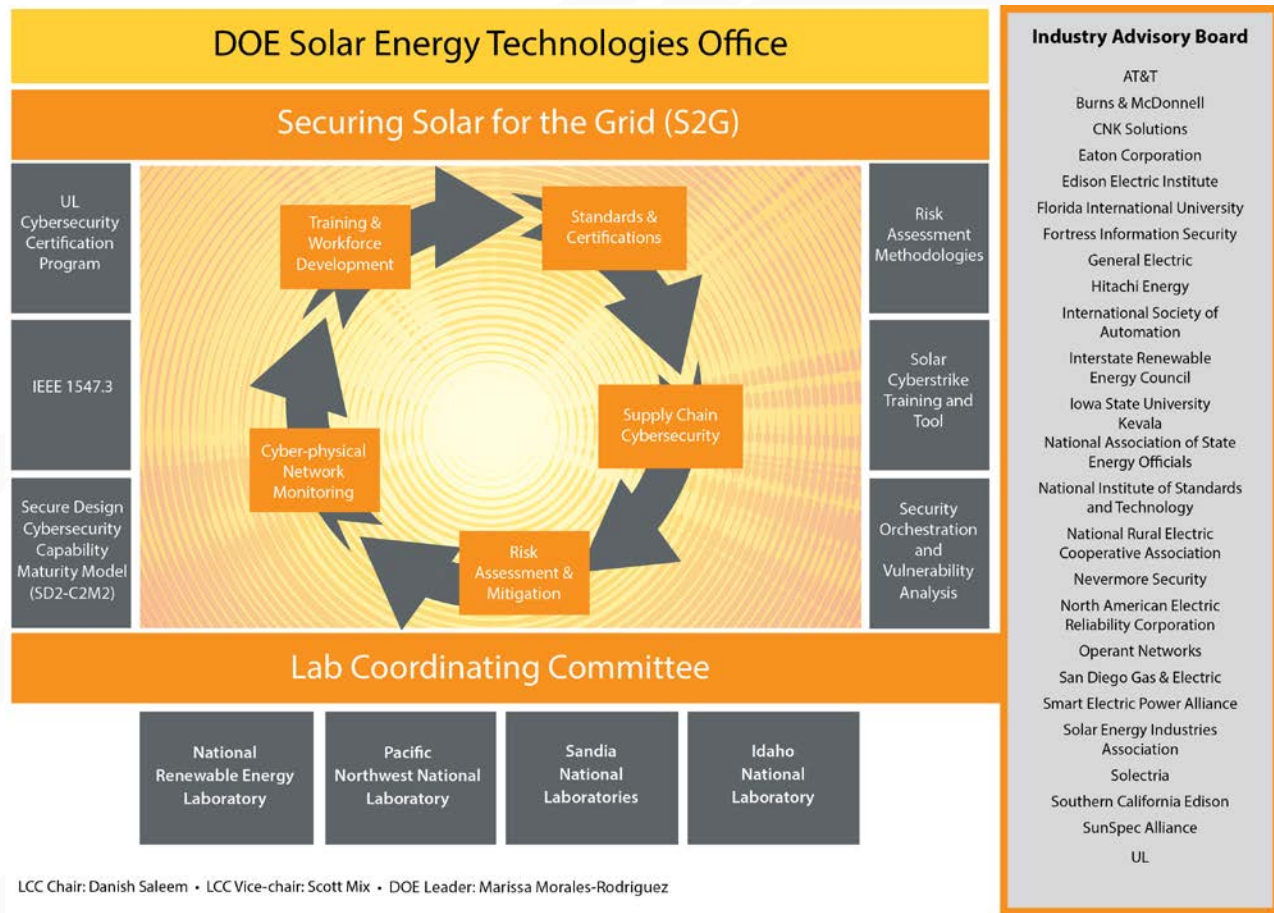 DOE Solar Energy Technologies Office
Securing Solar for the Grid (S2G)
UL
Cybersecurity
Certification
Program
IEEE 1547.3
Secure Design
Cybersecurity
Capability
Maturity Model
(SD2-C2M2)
Training &
Workforce
Development
Standards &
Certifications
Supply Chain
Cybersecurity
Risk
Assessment &
Mitigation
Cyber-physical
Network
Monitoring
Risk
Assessment
Methodologies
Solar
Cyberstrike
Training and
Tool
Security
Orchestration
and
Vulnerability
Analysis
Lab Coordinating Committee
National
Renewable Energy
Laboratory
Pacific
Northwest National
Laboratory
Sandia
National
Laboratories
Idaho
National
Laboratory
LCC Chair: Danish Saleem • LCC Vice-chair: Scott Mix • DOE Leader: Marissa Morales-Rodriguez
Industry Advisory Board
AT&T
Burns & McDonnell
CNK Solutions
Eaton Corporation
Edison Electric Institute
Florida International University
Fortress Information Security
General Electric
Hitachi Energy
International Society of
Automation
Interstate Renewable
Energy Council
Iowa State University
Kevala
National Association of State
Energy Officials
National Institute of Standards
and Technology
National Rural Electric
Cooperative Association
Nevermore Security
North American Electric
Reliability Corporation
Operant Networks
San Diego Gas & Electric
Smart Electric Power Alliance
Solar Energy Industries
Association
Solectria
Southern California Edison
SunSpec Alliance
UL